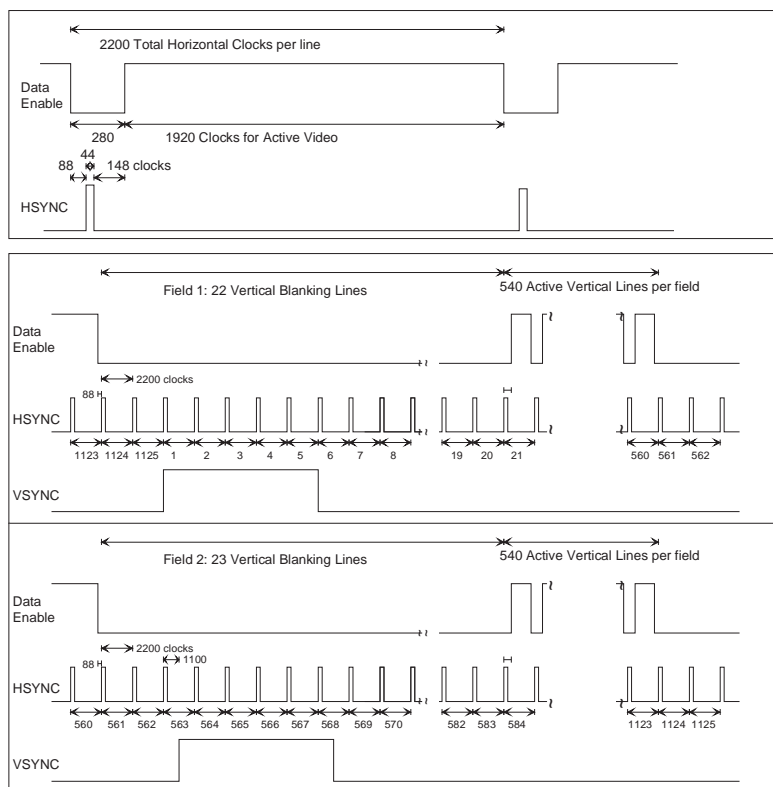 2200 Total Horizontal Clocks per line
Data
Enable
280
1920 Clocks for Active Video
44
88
148 clocks
HSYNC
Field 1: 22 Vertical Blanking Lines
540 Active Vertical Lines per field
Data
Enable
2200 clocks
88
HSYNC
1123 1124 1125 1 2 3 4 5 6 7 8 19 20 21 560 561 562
VSYNC
Field 2: 23 Vertical Blanking Lines
540 Active Vertical Lines per field
Data
Enable
2200 clocks
88
1100
HSYNC
560 561 562 563 564 565 566 567 568 569 570 582 583 584 1123 1124 1125
VSYNC